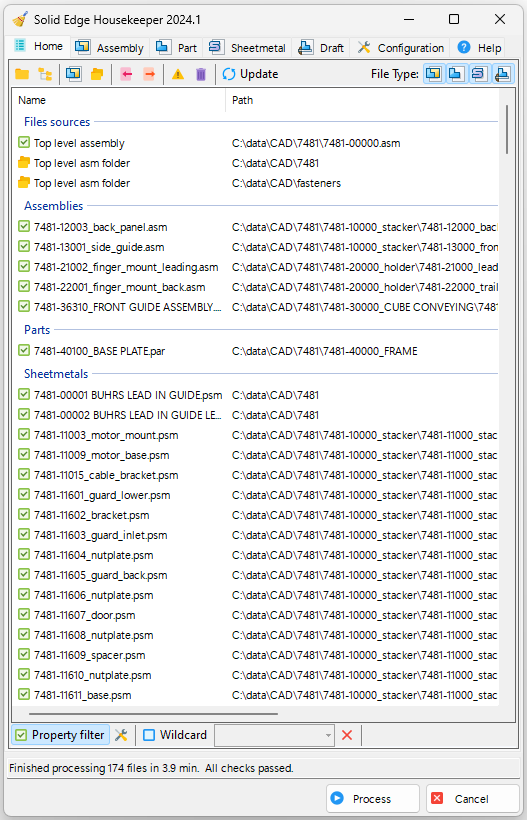 Solid Edge Housekeeper 2024.1
Home Assembly Part Sheetmetal Draft Configuration Help
Update File Type:
Name Path
Files sources
Top level assembly C:\data\CAD\7481\7481-00000.asm
Top level asm folder C:\data\CAD\7481
Top level asm folder C:\data\CAD\fasteners
Assemblies
7481-12003_back_panel.asm C:\data\CAD\7481\7481-10000_stacker\7481-12000_bac
7481-13001_side_guide.asm C:\data\CAD\7481\7481-10000_stacker\7481-13000_fron
7481-21002_finger_mount_leading.asm C:\data\CAD\7481\7481-20000_holder\7481-21000_lead
7481-22001_finger_mount_back.asm C:\data\CAD\7481\7481-20000_holder\7481-22000_trail
7481-36310_FRONT GUIDE ASSEMBLY.... C:\data\CAD\7481\7481-30000_CUBE CONVEYING\7481
Parts
7481-40100_BASE PLATE.par C:\data\CAD\7481\7481-40000_FRAME
Sheetmetals
7481-00001 BUHRS LEAD IN GUIDE.psm C:\data\CAD\7481
7481-00002 BUHRS LEAD IN GUIDE LE... C:\data\CAD\7481
7481-11003_motor_mount.psm C:\data\CAD\7481\7481-10000_stacker\7481-11000_stac
7481-11009_motor_base.psm C:\data\CAD\7481\7481-10000_stacker\7481-11000_stac
7481-11015_cable_bracket.psm C:\data\CAD\7481\7481-10000_stacker\7481-11000_stac
7481-11601_guard_lower.psm C:\data\CAD\7481\7481-10000_stacker\7481-11000_stac
7481-11602_bracket.psm C:\data\CAD\7481\7481-10000_stacker\7481-11000_stac
7481-11603_guard_inlet.psm C:\data\CAD\7481\7481-10000_stacker\7481-11000_stac
7481-11604_nutplate.psm C:\data\CAD\7481\7481-10000_stacker\7481-11000_stac
7481-11605_guard_back.psm C:\data\CAD\7481\7481-10000_stacker\7481-11000_stac
7481-11606_nutplate.psm C:\data\CAD\7481\7481-10000_stacker\7481-11000_stac
7481-11607_door.psm C:\data\CAD\7481\7481-10000_stacker\7481-11000_stac
7481-11608_nutplate.psm C:\data\CAD\7481\7481-10000_stacker\7481-11000_stac
7481-11609_spacer.psm C:\data\CAD\7481\7481-10000_stacker\7481-11000_stac
7481-11610_nutplate.psm C:\data\CAD\7481\7481-10000_stacker\7481-11000_stac
7481-11611_base.psm C:\data\CAD\7481\7481-10000_stacker\7481-11000_stac
Property filter Wildcard
Finished processing 174 files in 3.9 min. All checks passed.
Process Cancel